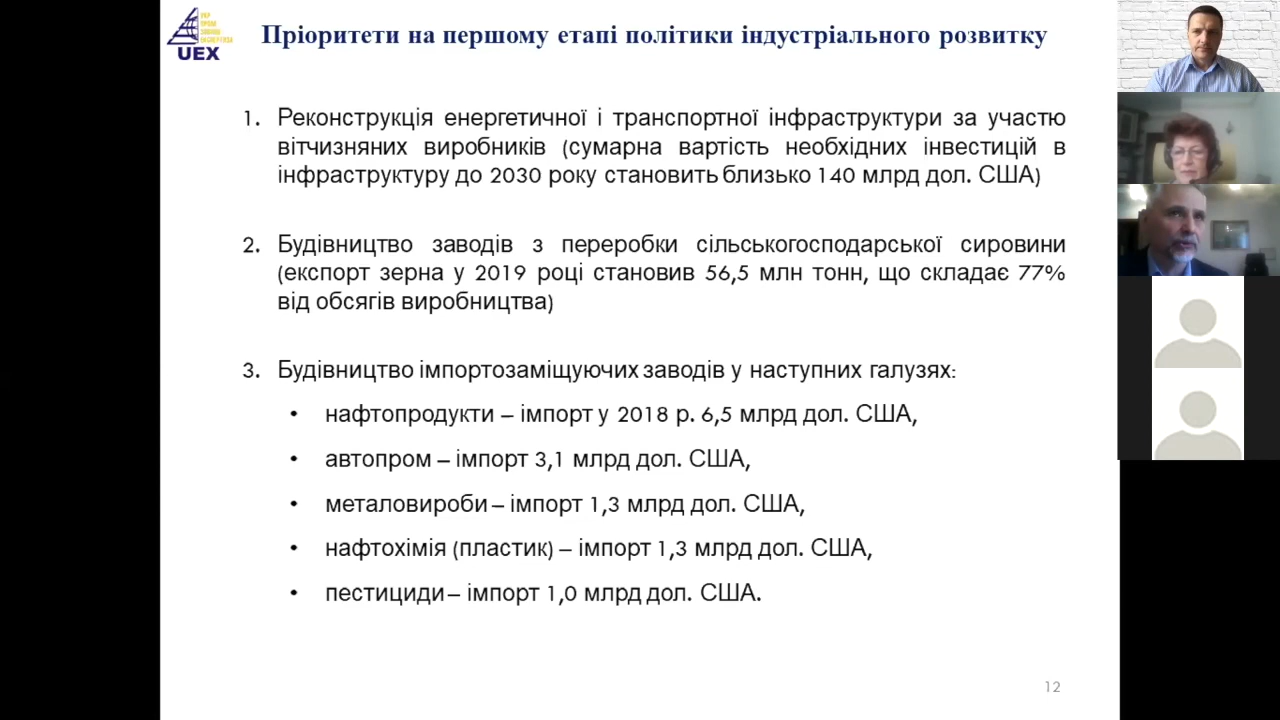 УКР
ПРОМ
ЗОВНІШ
ЕКСПЕРТИЗА
UEX
Пріоритети на першому етапі політики індустріального розвитку
1. Реконструкція енергетичної і транспортної інфраструктури за участю
вітчизняних виробників (сумарна вартість необхідних інвестицій в
інфраструктуру до 2030 року становить близько 140 млрд дол. США)
2. Будівництво заводів з переробки сільськогосподарської сировини
(експорт зерна у 2019 році становив 56,5 млн тонн, що складає 77%
від обсягів виробництва)
3. Будівництво імпортозаміщуючих заводів у наступних галузях:
• нафтопродукти – імпорт у 2018 р. 6,5 млрд дол. США,
• автопром – імпорт 3,1 млрд дол. США,
• металовироби – імпорт 1,3 млрд дол. США,
• нафтохімія (пластик) – імпорт 1,3 млрд дол. США,
• пестициди – імпорт 1,0 млрд дол. США.
12